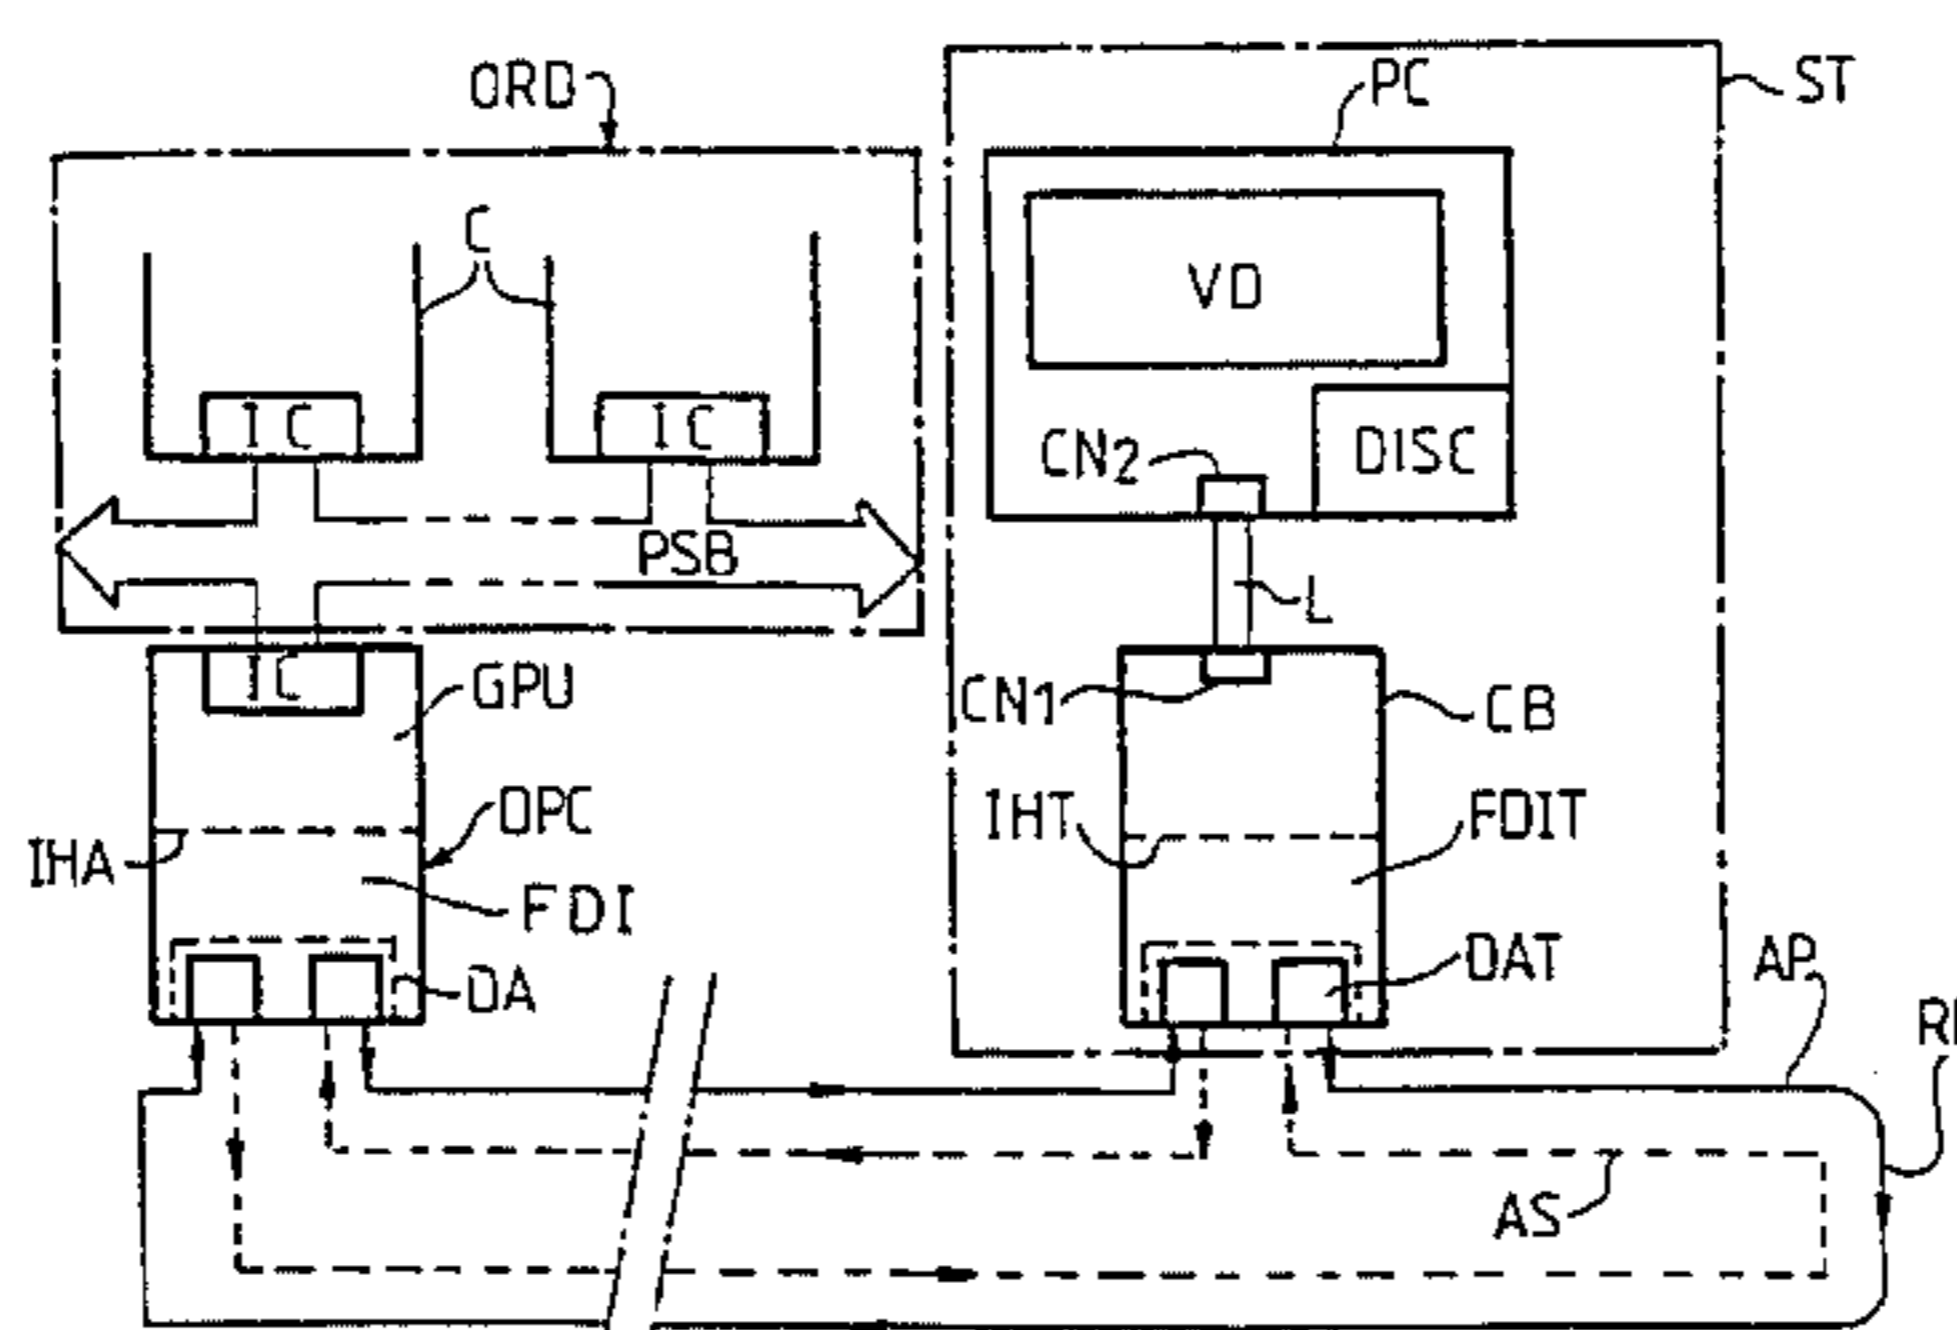 ORD
PC
ST
C
VD
IC
IC
CN2
DISC
PSB
L
IC
GPU
CN1
CB
IHA
OPC
IHT
FDIT
FDI
DA
DAT
AP
AS